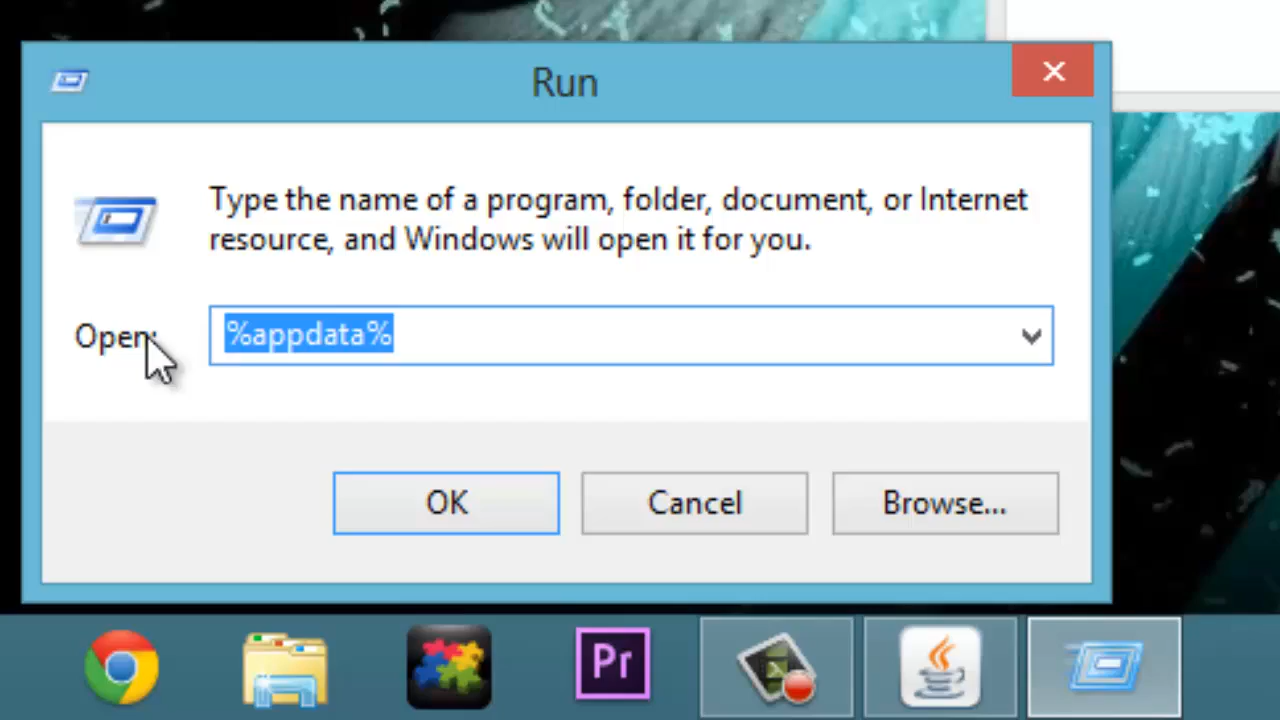 Run
Type the name of a program, folder, document, or Internet
resource, and Windows will open it for you.
Open:
%appdata%
OK
Cancel
Browse...
Pr